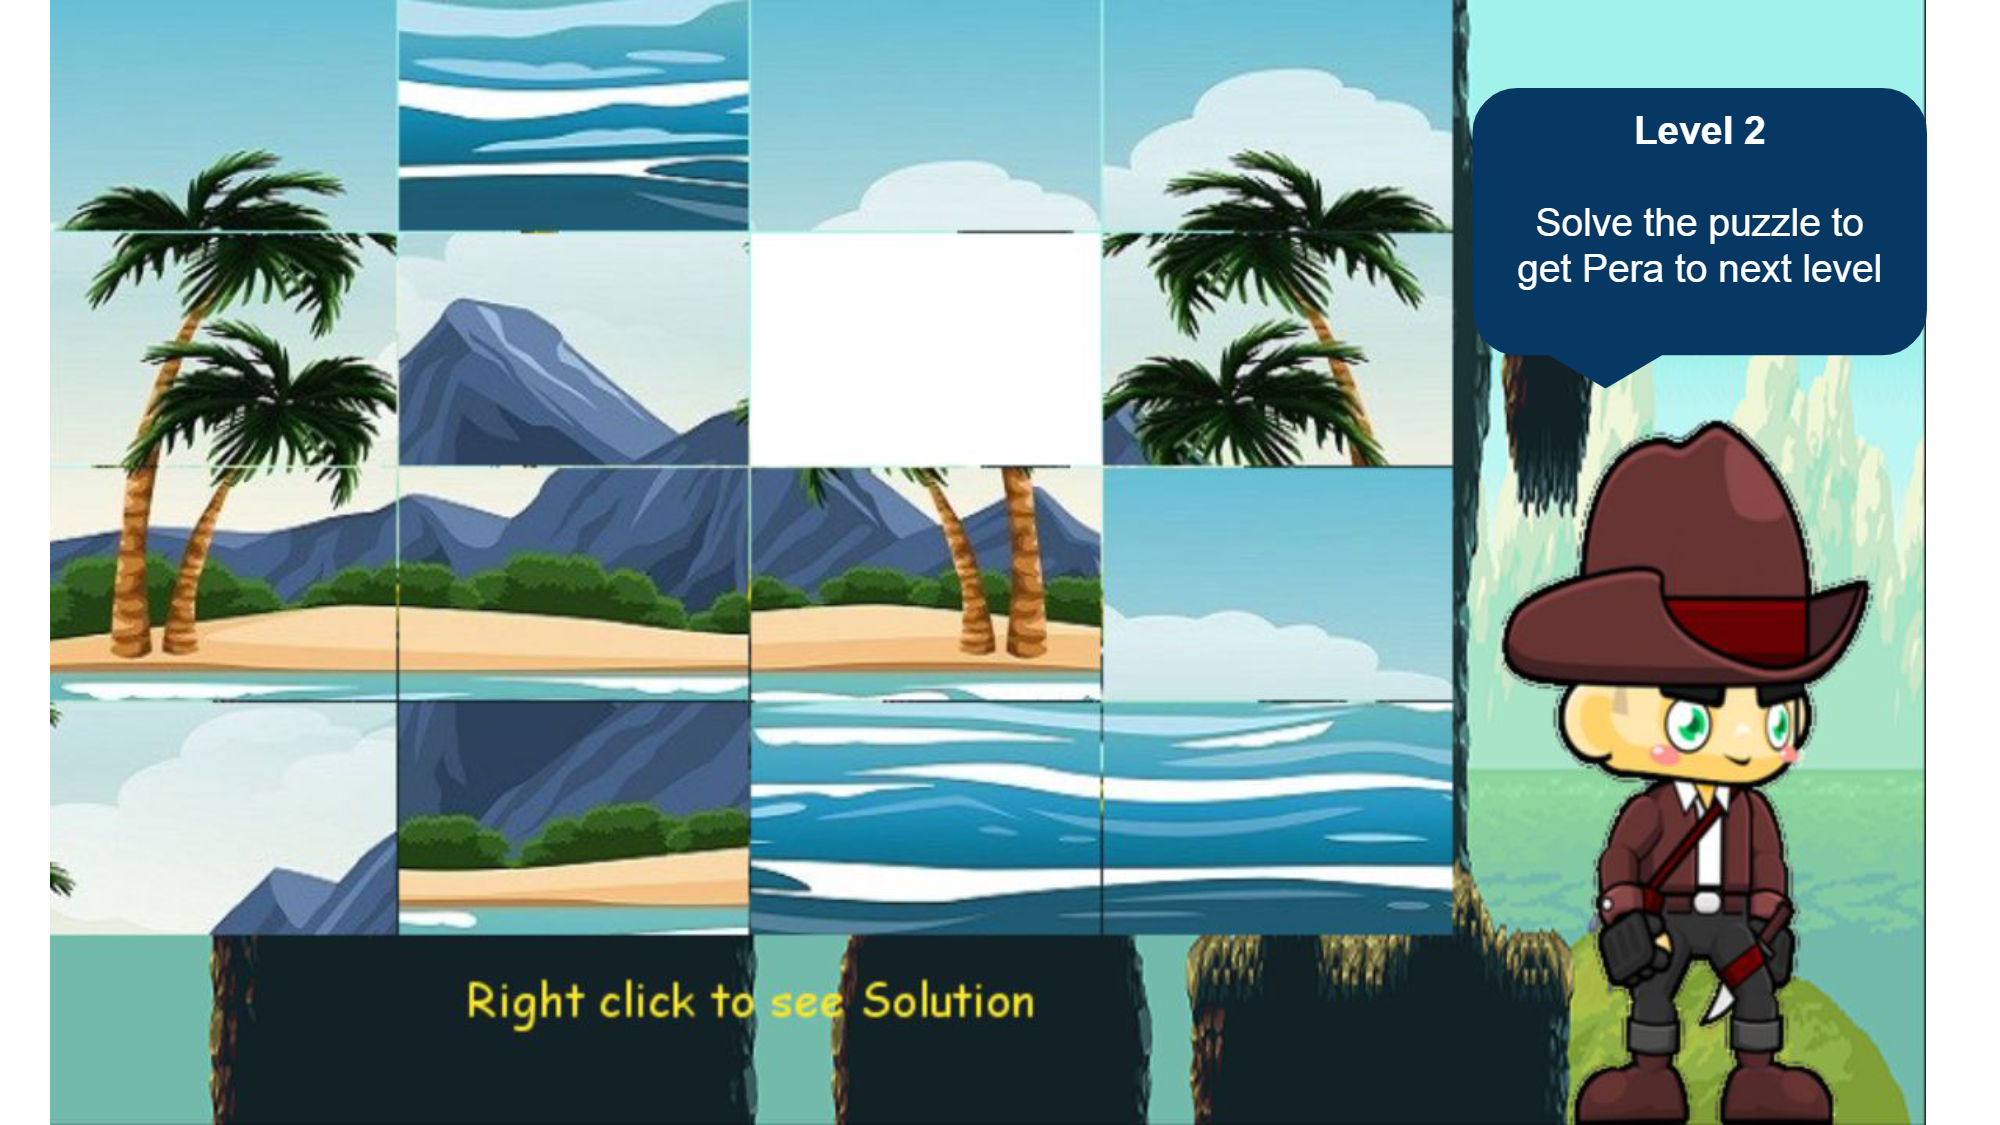 Level 2
Solve the puzzle to
get Pera to next level
Right click to see Solution